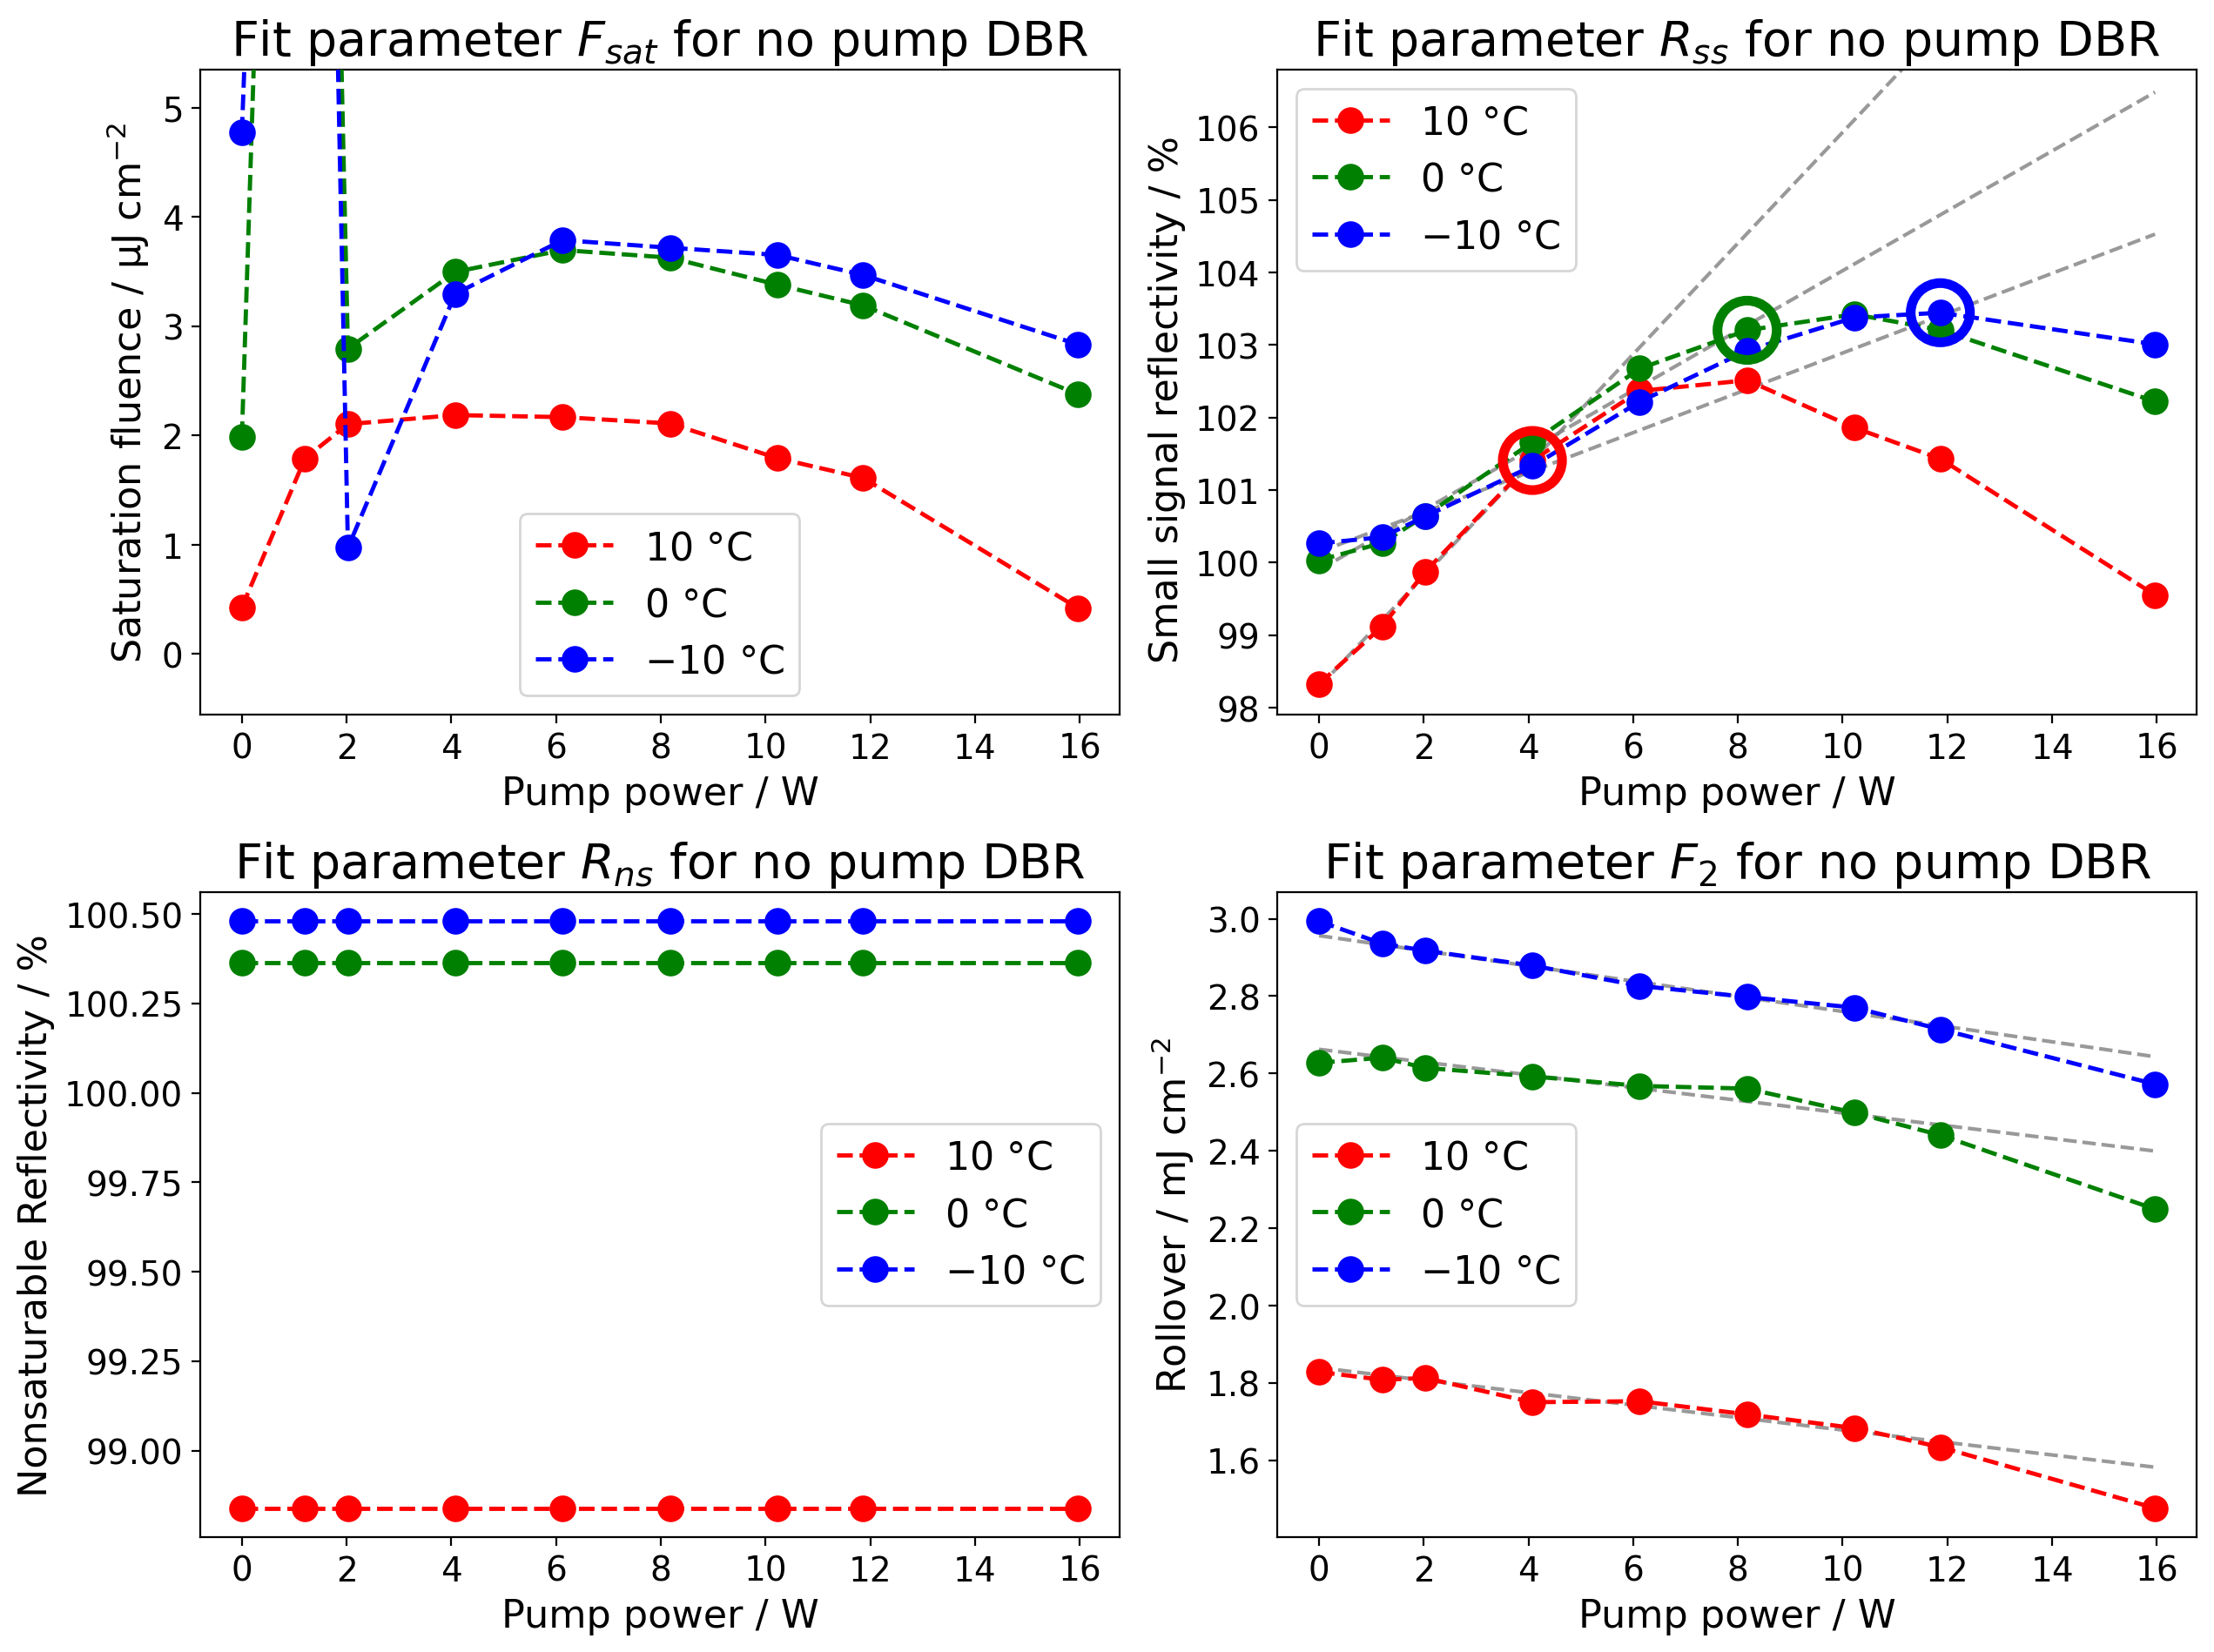 Fit parameter F_sat for no pump DBR
Saturation fluence / µJ cm⁻²
5
4
3
2
1
0
10 °C
0 °C
−10 °C
0 2 4 6 8 10 12 14 16
Pump power / W
Fit parameter R_ss for no pump DBR
Small signal reflectivity / %
106
105
104
103
102
101
100
99
98
10 °C
0 °C
−10 °C
0 2 4 6 8 10 12 14 16
Pump power / W
Fit parameter R_ns for no pump DBR
Nonsaturable Reflectivity / %
100.50
100.25
100.00
99.75
99.50
99.25
99.00
10 °C
0 °C
−10 °C
0 2 4 6 8 10 12 14 16
Pump power / W
Fit parameter F₂ for no pump DBR
Rollover / mJ cm⁻²
3.0
2.8
2.6
2.4
2.2
2.0
1.8
1.6
10 °C
0 °C
−10 °C
0 2 4 6 8 10 12 14 16
Pump power / W